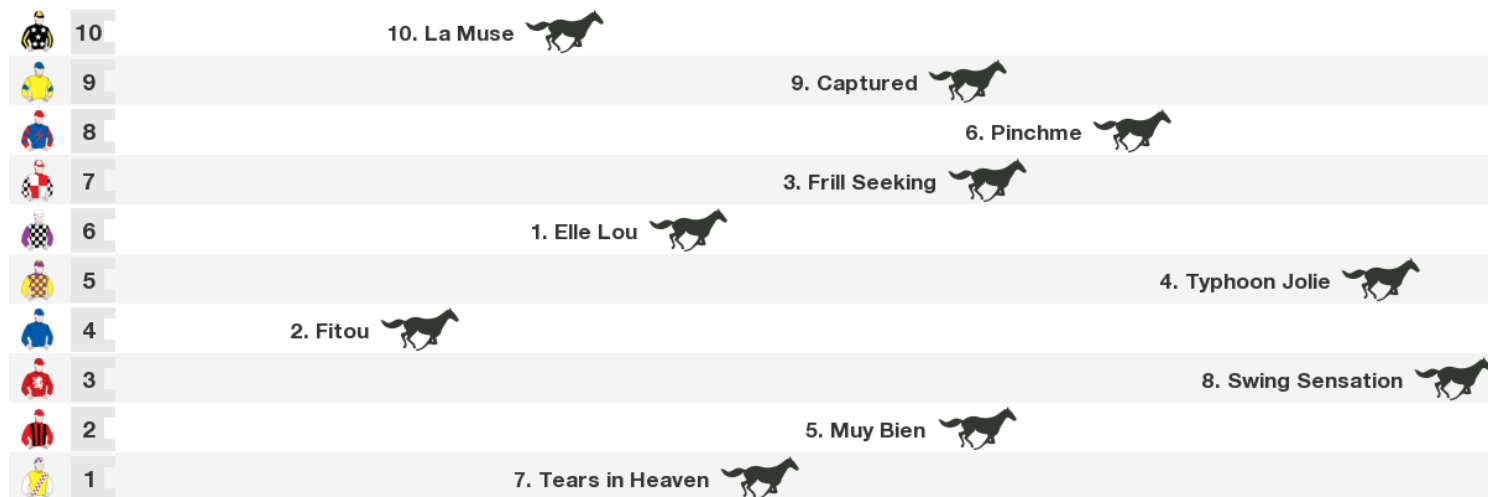 10 10. La Muse
9 9. Captured
8 6. Pinchme
7 3. Frill Seeking
6 1. Elle Lou
5 4. Typhoon Jolie
4 2. Fitou
3 8. Swing Sensation
2 5. Muy Bien
1 7. Tears in Heaven